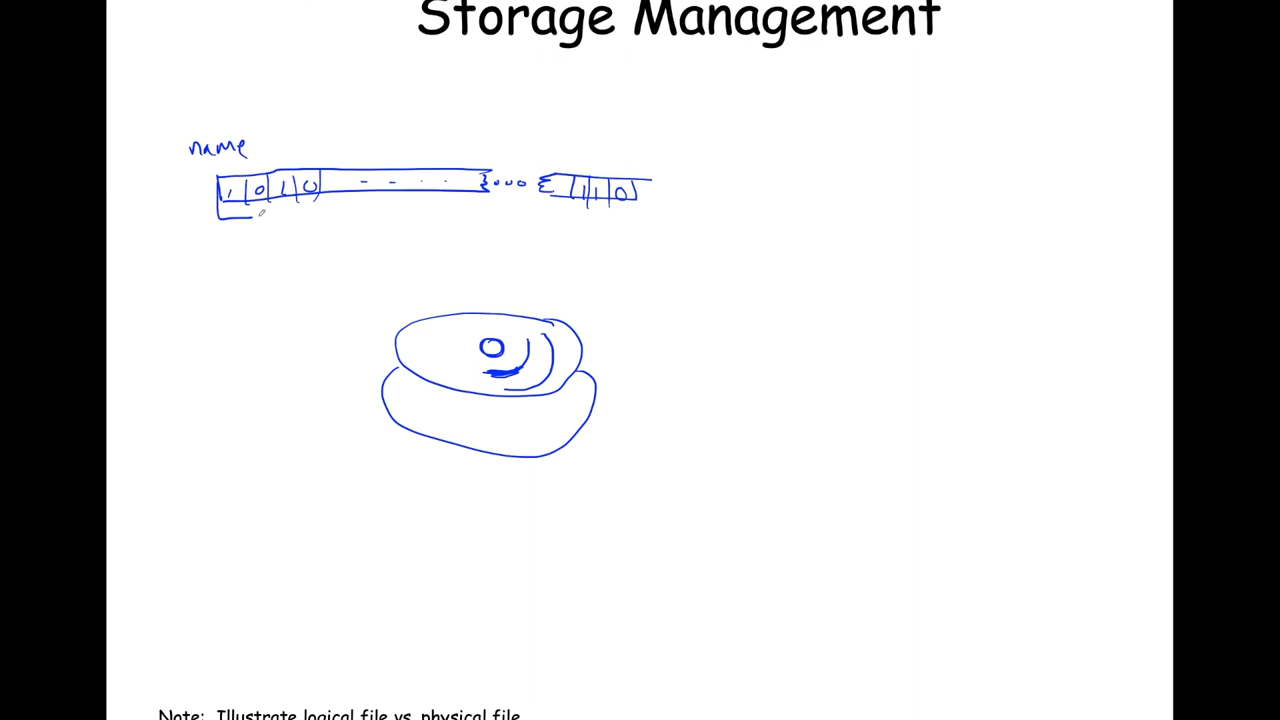 Storage Management
name
1 0 1 0 - - . . ... 1 1 0
Note: Illustrate logical file vs. physical file